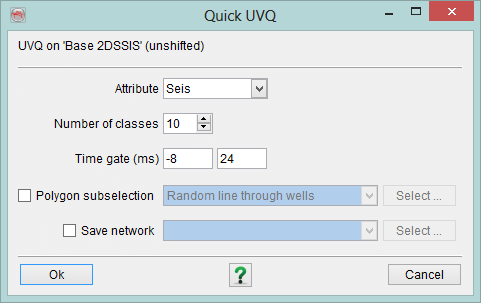 Quick UVQ
UVQ on 'Base 2DSSIS' (unshifted)
Attribute Seis
Number of classes 10
Time gate (ms) -8 24
Polygon subselection Random line through wells Select ...
Save network Select ...
Ok ? Cancel